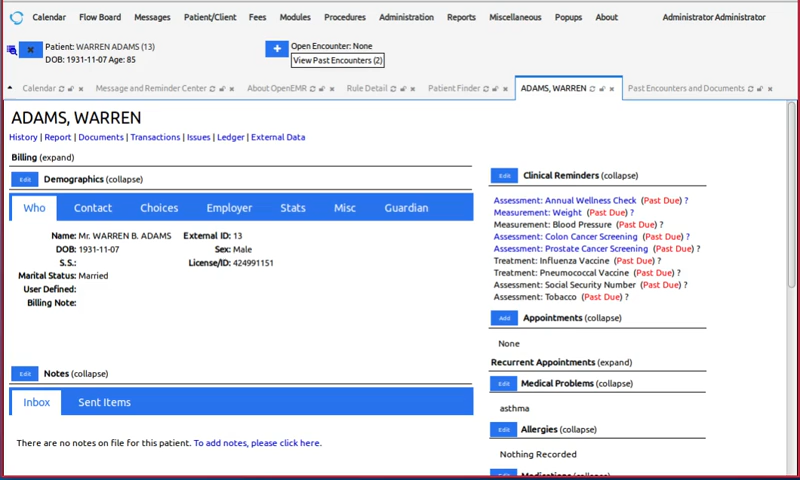 Calendar Flow Board Messages Patient/Client Fees Modules Procedures Administration Reports Miscellaneous Popups About Administrator Administrator
Patient: WARREN ADAMS (13)
DOB: 1931-11-07 Age: 85
Open Encounter: None
View Past Encounters (2)
Calendar Message and Reminder Center About OpenEMR Rule Detail Patient Finder ADAMS, WARREN Past Encounters and Documents
ADAMS, WARREN
History | Report | Documents | Transactions | Issues | Ledger | External Data
Billing (expand)
Edit Demographics (collapse)
Who Contact Choices Employer Stats Misc Guardian
Name: Mr. WARREN B. ADAMS External ID: 13
DOB: 1931-11-07 Sex: Male
S.S.: License/ID: 424991151
Marital Status: Married
User Defined:
Billing Note:
Edit Notes (collapse)
Inbox Sent Items
There are no notes on file for this patient. To add notes, please click here.
Edit Clinical Reminders (collapse)
Assessment: Annual Wellness Check (Past Due) ?
Measurement: Weight (Past Due) ?
Measurement: Blood Pressure (Past Due) ?
Assessment: Colon Cancer Screening (Past Due) ?
Assessment: Prostate Cancer Screening (Past Due) ?
Treatment: Influenza Vaccine (Past Due) ?
Treatment: Pneumococcal Vaccine (Past Due) ?
Assessment: Social Security Number (Past Due) ?
Assessment: Tobacco (Past Due) ?
Add Appointments (collapse)
None
Recurrent Appointments (expand)
Edit Medical Problems (collapse)
asthma
Edit Allergies (collapse)
Nothing Recorded
Edit Medications (collapse)